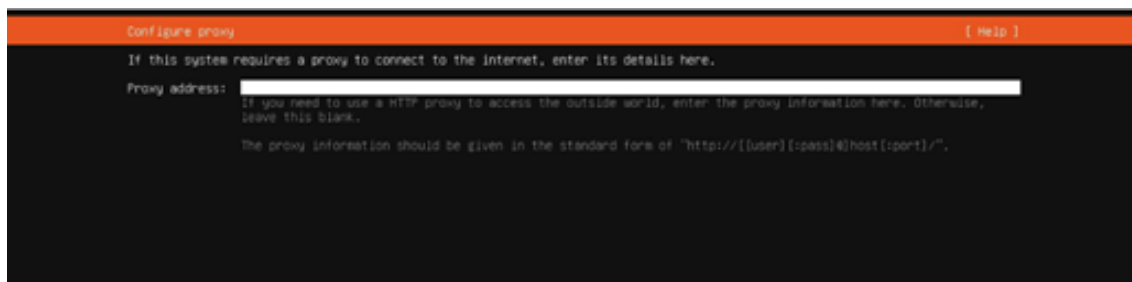 Configure proxy [ Help ]
If this system requires a proxy to connect to the internet, enter its details here.
Proxy address:
If you need to use a HTTP proxy to access the outside world, enter the proxy information here. Otherwise,
leave this blank.
The proxy information should be given in the standard form of "http://[[user][:pass]@]host[:port]/".